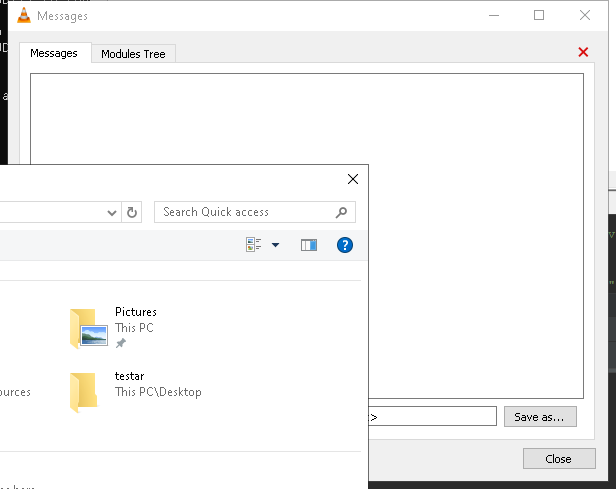 Messages
Messages
Modules Tree
Search Quick access
Pictures
This PC
testar
This PC\Desktop
ources
>
Save as...
Close